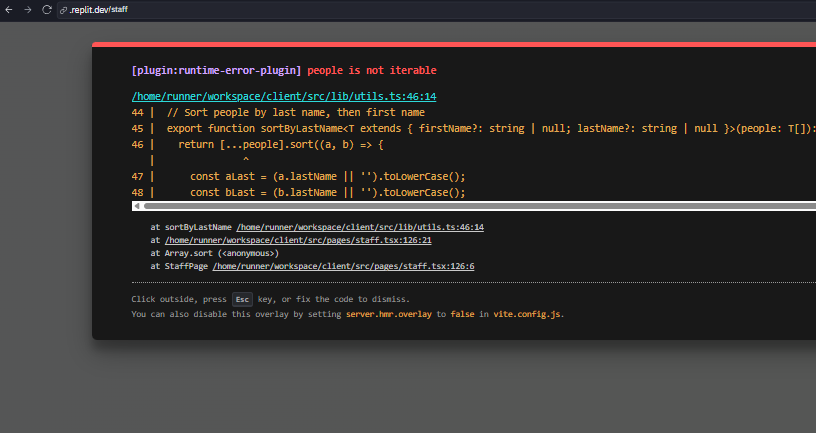 .replit.dev/staff
[plugin:runtime-error-plugin] people is not iterable
/home/runner/workspace/client/src/lib/utils.ts:46:14
44 |  // Sort people by last name, then first name
45 |  export function sortByLastName<T extends { firstName?: string | null; lastName?: string | null }>(people: T[]):
46 |    return [...people].sort((a, b) => {
   |              ^
47 |      const aLast = (a.lastName || '').toLowerCase();
48 |      const bLast = (b.lastName || '').toLowerCase();
at sortByLastName /home/runner/workspace/client/src/lib/utils.ts:46:14
at /home/runner/workspace/client/src/pages/staff.tsx:126:21
at Array.sort (<anonymous>)
at StaffPage /home/runner/workspace/client/src/pages/staff.tsx:126:6
Click outside, press Esc key, or fix the code to dismiss.
You can also disable this overlay by setting server.hmr.overlay to false in vite.config.js.